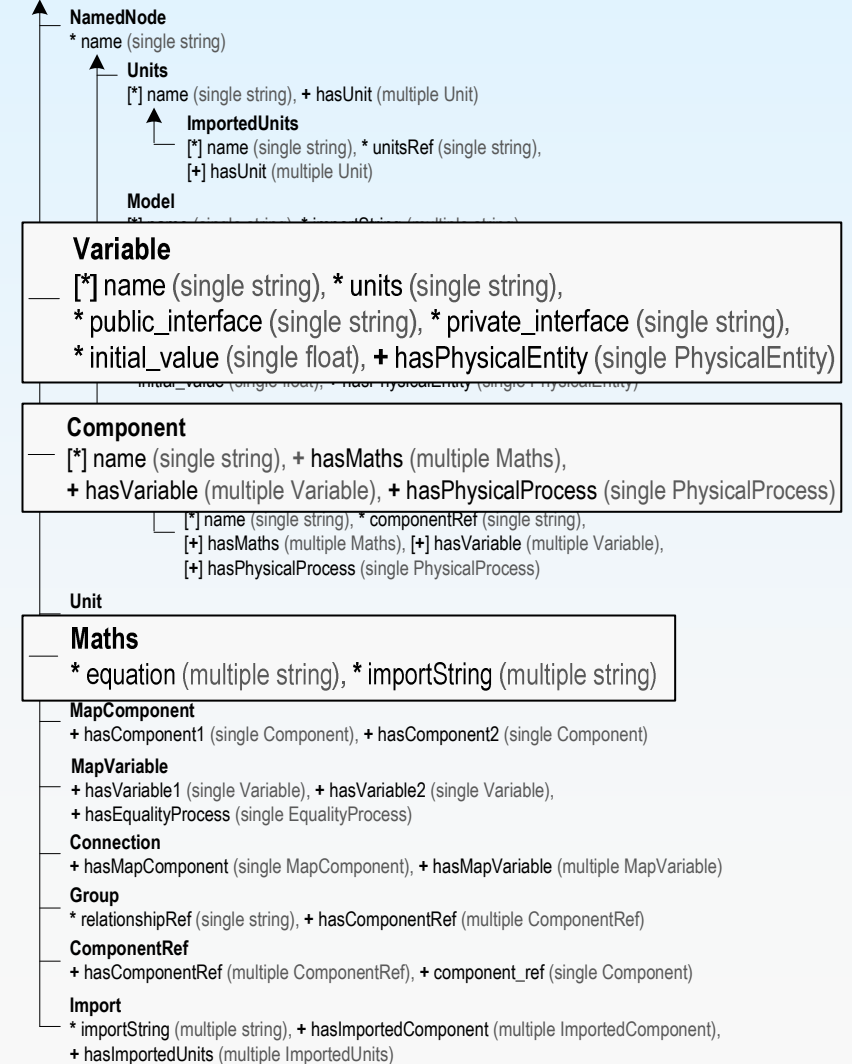 NamedNode
* name (single string)
Units
[*] name (single string), + hasUnit (multiple Unit)
ImportedUnits
[*] name (single string), * unitsRef (single string),
[+] hasUnit (multiple Unit)
Model
Variable
[*] name (single string), * units (single string),
* public_interface (single string), * private_interface (single string),
* initial_value (single float), + hasPhysicalEntity (single PhysicalEntity)
Component
[*] name (single string), + hasMaths (multiple Maths),
+ hasVariable (multiple Variable), + hasPhysicalProcess (single PhysicalProcess)
[*] name (single string), * componentRef (single string),
[+] hasMaths (multiple Maths), [+] hasVariable (multiple Variable),
[+] hasPhysicalProcess (single PhysicalProcess)
Unit
Maths
* equation (multiple string), * importString (multiple string)
MapComponent
+ hasComponent1 (single Component), + hasComponent2 (single Component)
MapVariable
+ hasVariable1 (single Variable), + hasVariable2 (single Variable),
+ hasEqualityProcess (single EqualityProcess)
Connection
+ hasMapComponent (single MapComponent), + hasMapVariable (multiple MapVariable)
Group
* relationshipRef (single string), + hasComponentRef (multiple ComponentRef)
ComponentRef
+ hasComponentRef (multiple ComponentRef), + component_ref (single Component)
Import
* importString (multiple string), + hasImportedComponent (multiple ImportedComponent),
+ hasImportedUnits (multiple ImportedUnits)